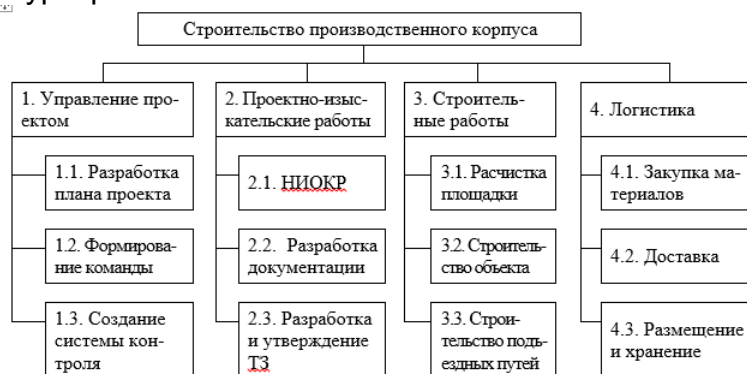 Строительство производственного корпуса
1. Управление про-
ектом
2. Проектно-изыс-
кательские работы
3. Строитель-
ные работы
4. Логистика
1.1. Разработка
плана проекта
2.1. НИОКР
3.1. Расчистка
площадки
4.1. Закупка ма-
териалов
1.2. Формирова-
ние команды
2.2. Разработка
документации
3.2. Строитель-
ство объекта
4.2. Доставка
1.3. Создание
системы кон-
троля
2.3. Разработка
и утверждение
ТЗ
3.3. Строи-
тельство подъ-
ездных путей
4.3. Размещение
и хранение